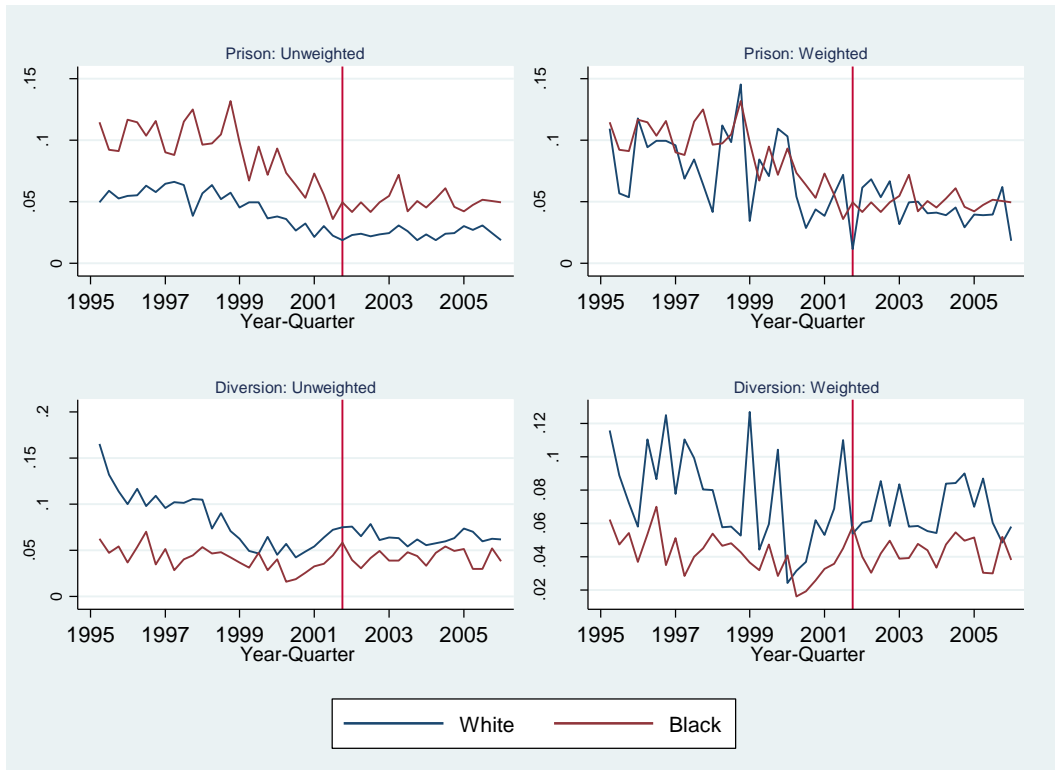 Prison: Unweighted
.15
.1
.05
0
1995 1997 1999 2001 2003 2005
Year-Quarter
Prison: Weighted
.15
.1
.05
0
1995 1997 1999 2001 2003 2005
Year-Quarter
Diversion: Unweighted
.2
.15
.1
.05
0
1995 1997 1999 2001 2003 2005
Year-Quarter
Diversion: Weighted
.12
.1
.08
.06
.04
.02
1995 1997 1999 2001 2003 2005
Year-Quarter
White Black